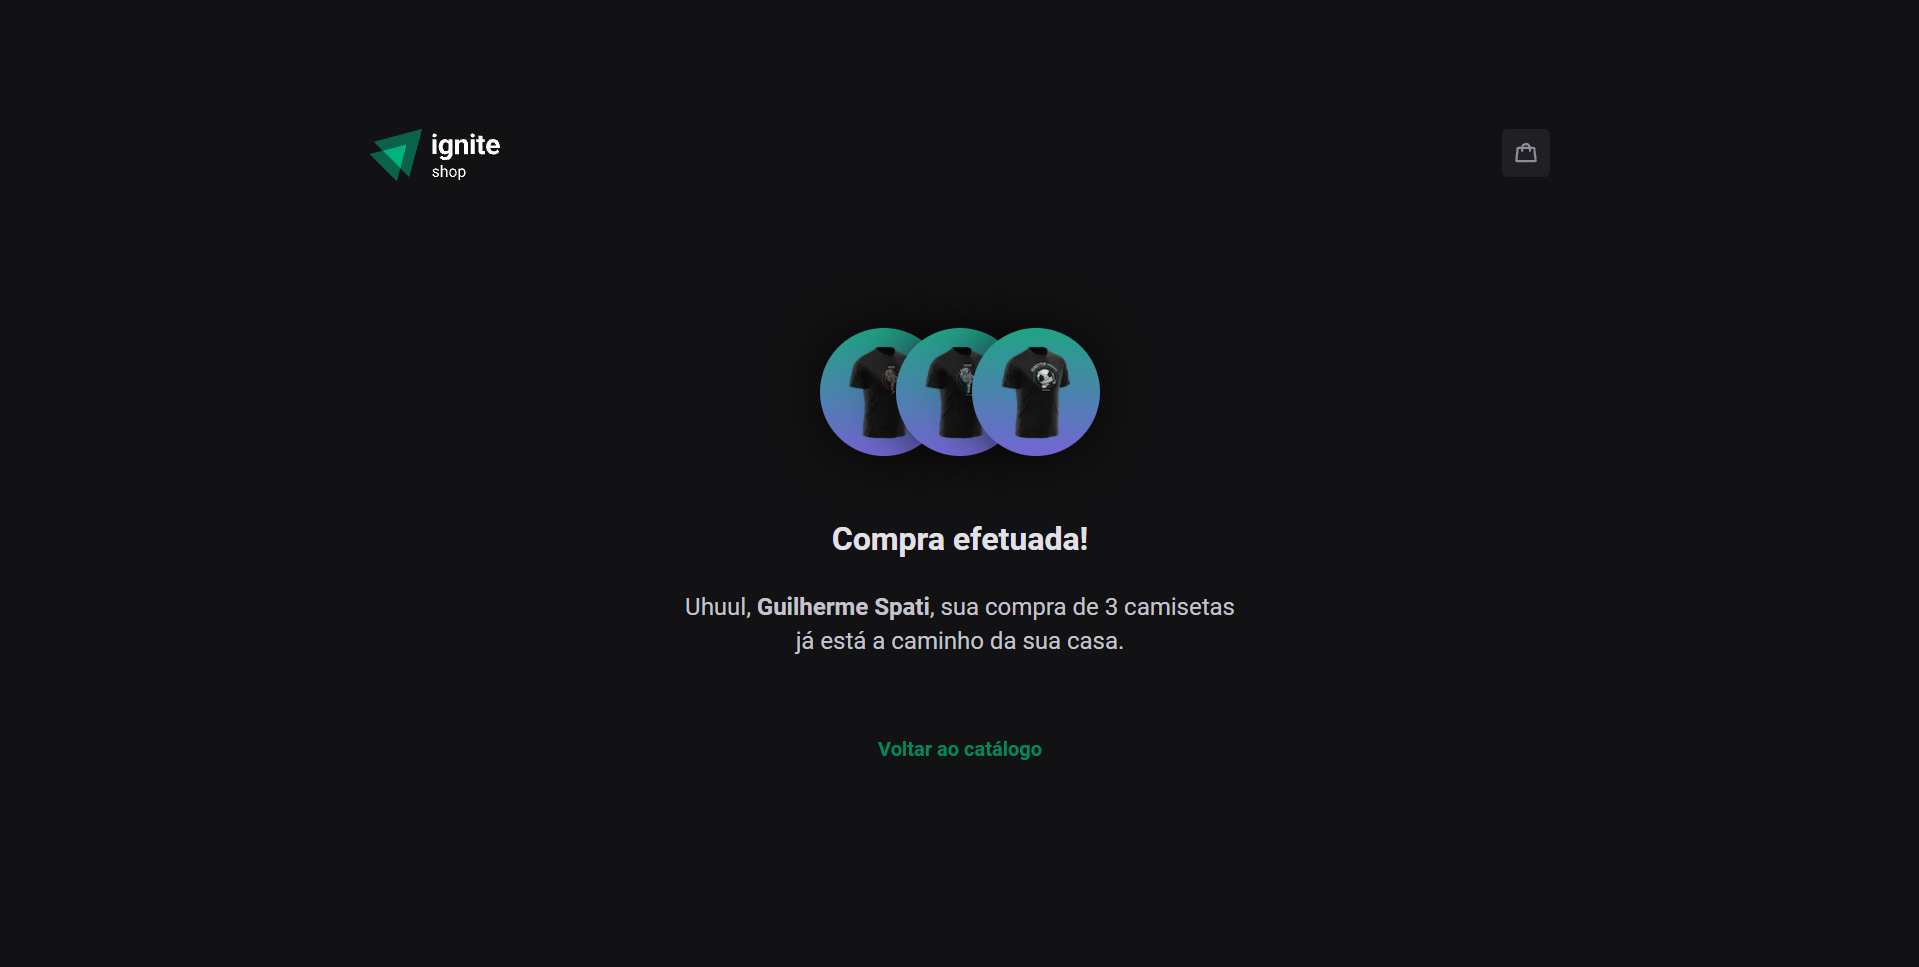 ignite
shop
Compra efetuada!
Uhuul, Guilherme Spati, sua compra de 3 camisetas
já está a caminho da sua casa.
Voltar ao catálogo